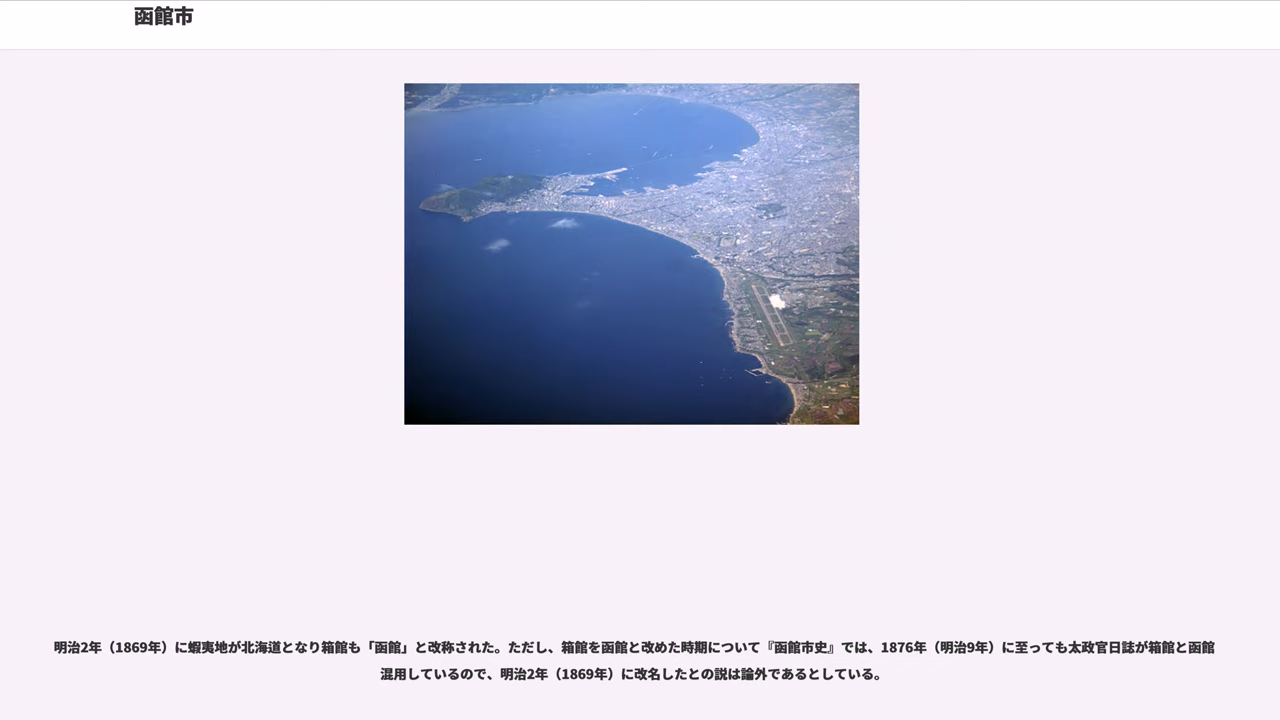 函館市
明治2年（1869年）に蝦夷地が北海道となり箱館も「函館」と改称された。ただし、箱館を函館と改めた時期について『函館市史』では、1876年（明治9年）に至っても太政官日誌が箱館と函館
混用しているので、明治2年（1869年）に改名したとの説は論外であるとしている。